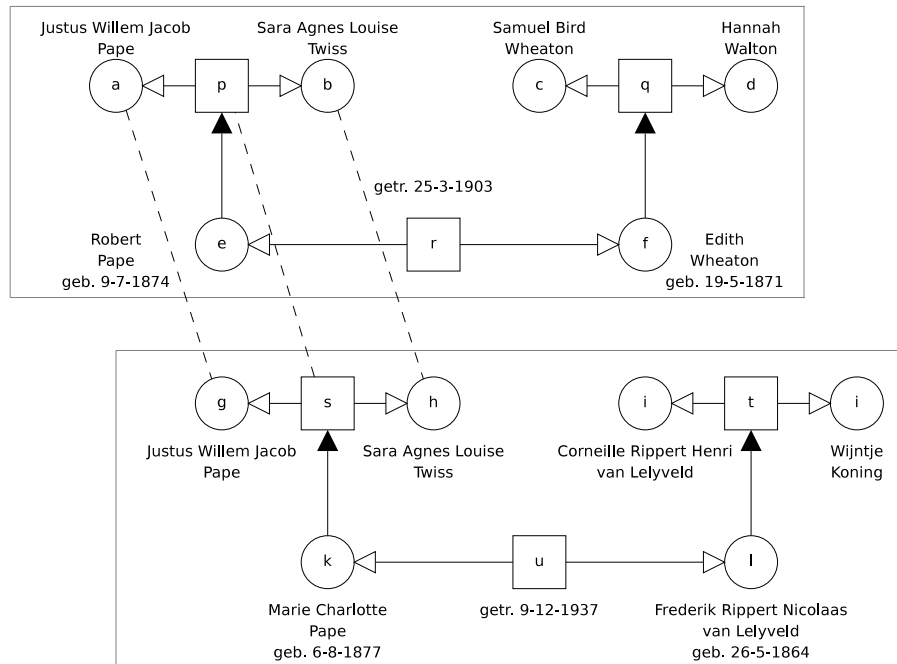 Justus Willem Jacob
Pape
Sara Agnes Louise
Twiss
Samuel Bird
Wheaton
Hannah
Walton
a
p
b
c
q
d
getr. 25-3-1903
Robert
Pape
geb. 9-7-1874
e
r
f
Edith
Wheaton
geb. 19-5-1871
g
s
h
i
t
i
Justus Willem Jacob
Pape
Sara Agnes Louise
Twiss
Corneille Rippert Henri
van Lelyveld
Wijntje
Koning
k
u
l
Marie Charlotte
Pape
geb. 6-8-1877
getr. 9-12-1937
Frederik Rippert Nicolaas
van Lelyveld
geb. 26-5-1864